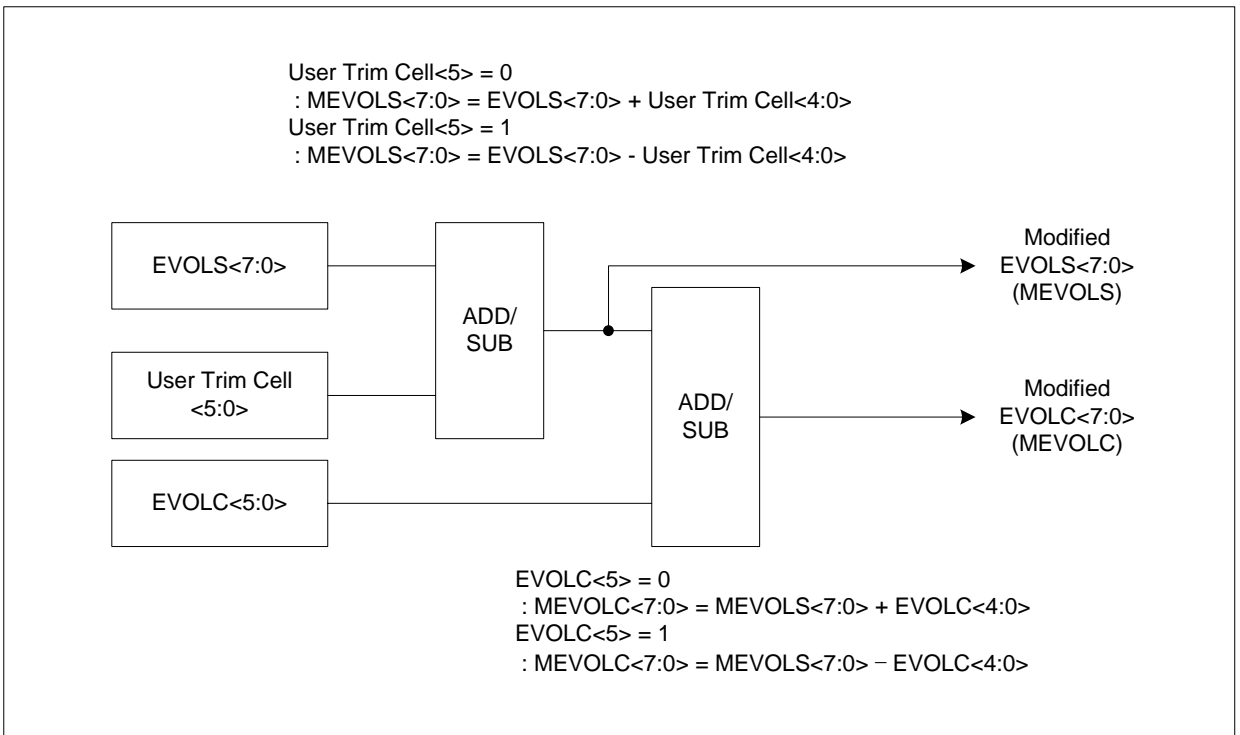 User Trim Cell<5> = 0
: MEVOLS<7:0> = EVOLS<7:0> + User Trim Cell<4:0>
User Trim Cell<5> = 1
: MEVOLS<7:0> = EVOLS<7:0> - User Trim Cell<4:0>
EVOLS<7:0>
User Trim Cell
<5:0>
EVOLC<5:0>
ADD/
SUB
ADD/
SUB
Modified
EVOLS<7:0>
(MEVOLS)
Modified
EVOLC<7:0>
(MEVOLC)
EVOLC<5> = 0
: MEVOLC<7:0> = MEVOLS<7:0> + EVOLC<4:0>
EVOLC<5> = 1
: MEVOLC<7:0> = MEVOLS<7:0> – EVOLC<4:0>